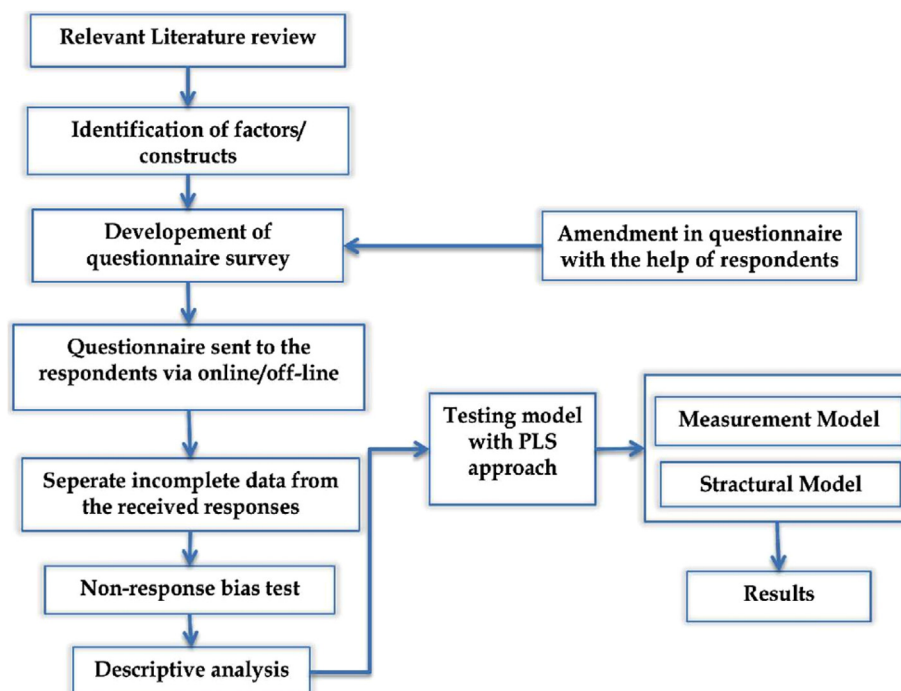 Relevant Literature review
Identification of factors/
constructs
Developement of
questionnaire survey
Amendment in questionnaire
with the help of respondents
Questionnaire sent to the
respondents via online/off-line
Testing model
with PLS
approach
Measurement Model
Stractural Model
Seperate incomplete data from
the received responses
Non-response bias test
Results
Descriptive analysis